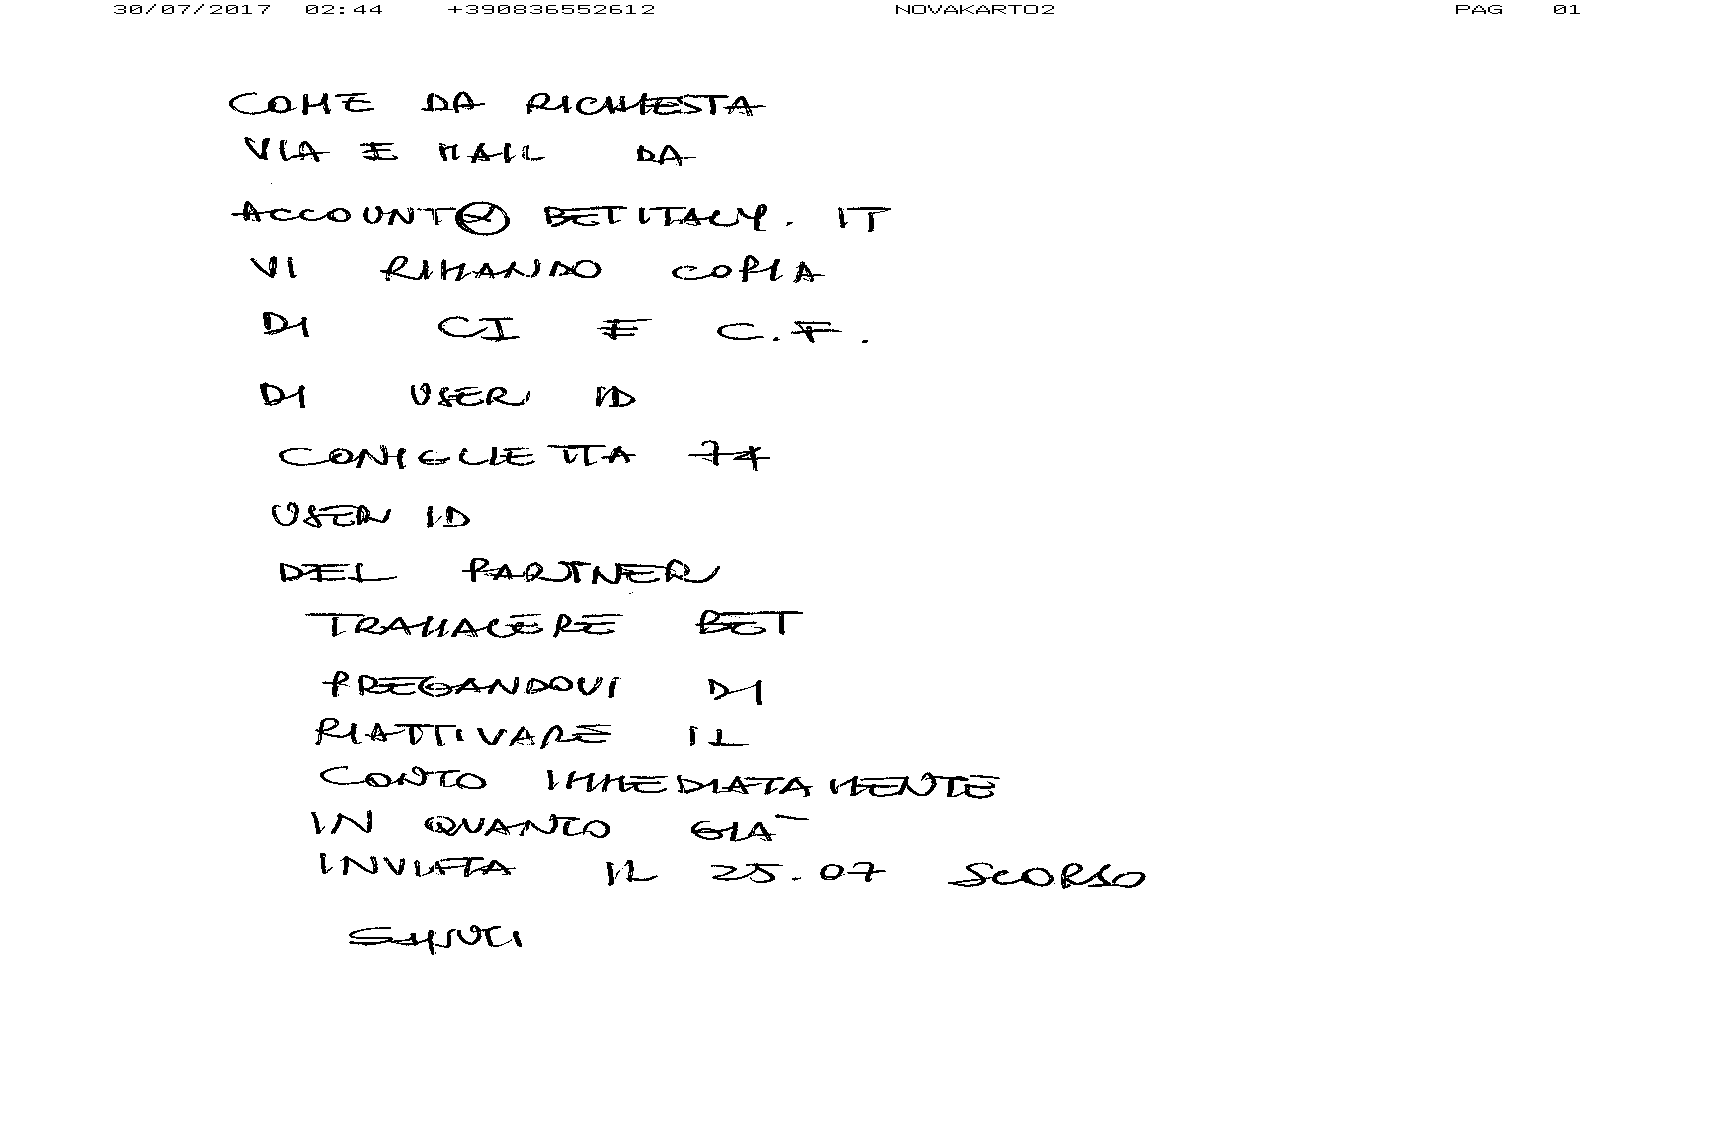 30/07/2017 02:44 +390836552612 NOVAKARTO2 PAG 01
COME DA RICHIESTA
VIA E MAIL DA
ACCOUNT@ BETITALY. IT
VI RIMANDO COPIA
DI CI E C.F.
DI USER ID
CONIGLIETTA 74
USER ID
DEL PARTNER
TRAMACERE BET
PREGANDOVI DI
RIATTIVARE IL
CONTO IMMEDIATAMENTE
IN QUANTO GIA'
INVIATA IL 25.07 SCORSO
SALUTI